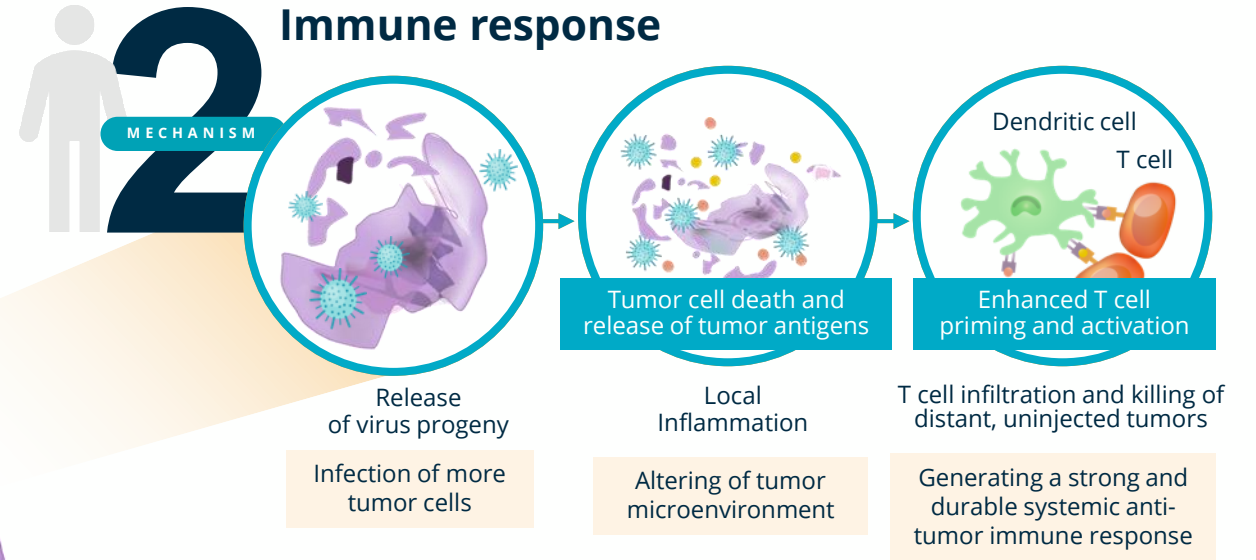 2
Immune response
MECHANISM
Dendritic cell
T cell
Tumor cell death and
release of tumor antigens
Enhanced T cell
priming and activation
Release
of virus progeny
Local
Inflammation
T cell infiltration and killing of
distant, uninjected tumors
Infection of more
tumor cells
Altering of tumor
microenvironment
Generating a strong and
durable systemic anti-
tumor immune response